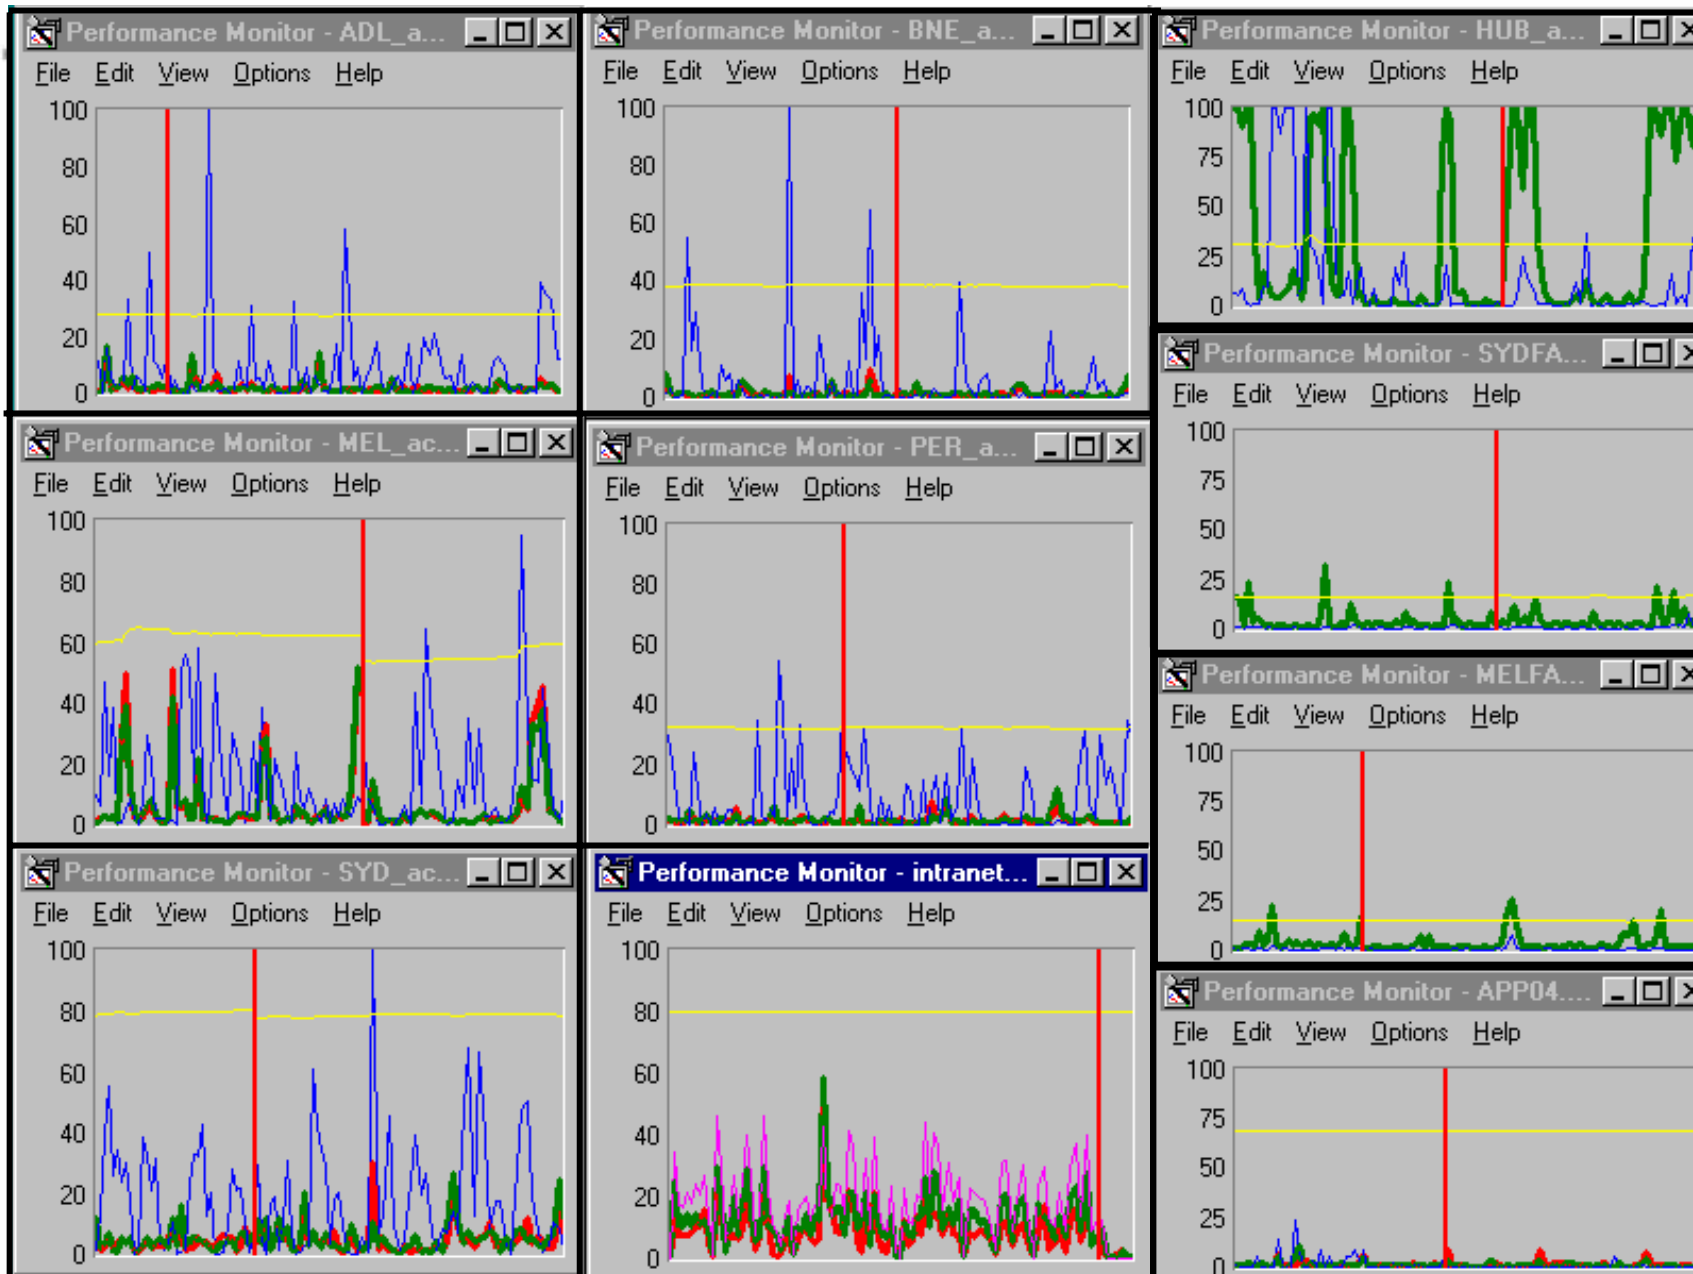 Performance Monitor - ADL_a...
File Edit View Options Help
100
80
60
40
20
0
Performance Monitor - BNE_a...
File Edit View Options Help
100
80
60
40
20
0
Performance Monitor - HUB_a...
File Edit View Options Help
100
75
50
25
0
Performance Monitor - SYDFA...
File Edit View Options Help
100
75
50
25
0
Performance Monitor - MEL_ac...
File Edit View Options Help
100
80
60
40
20
0
Performance Monitor - PER_a...
File Edit View Options Help
100
80
60
40
20
0
Performance Monitor - MELFA...
File Edit View Options Help
100
75
50
25
0
Performance Monitor - SYD_ac...
File Edit View Options Help
100
80
60
40
20
0
Performance Monitor - intranet...
File Edit View Options Help
100
80
60
40
20
0
Performance Monitor - APP04....
File Edit View Options Help
100
75
50
25
0